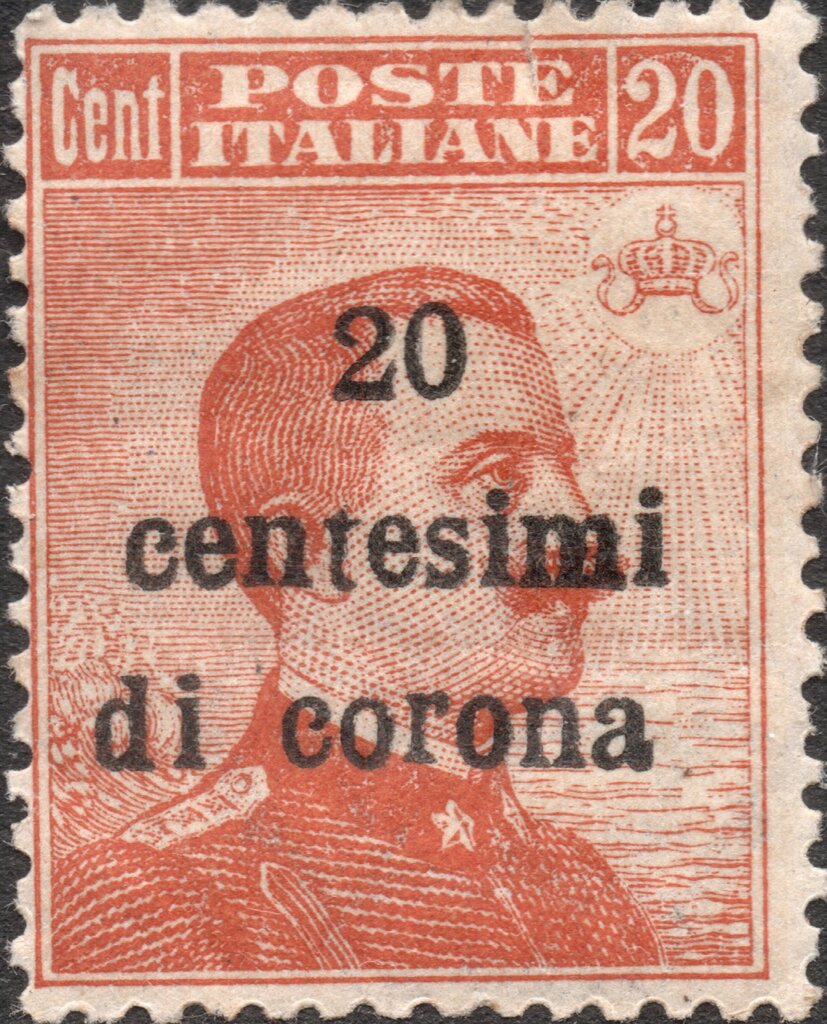 Cent POSTE 20
ITALIANE
20
centesimi
di corona